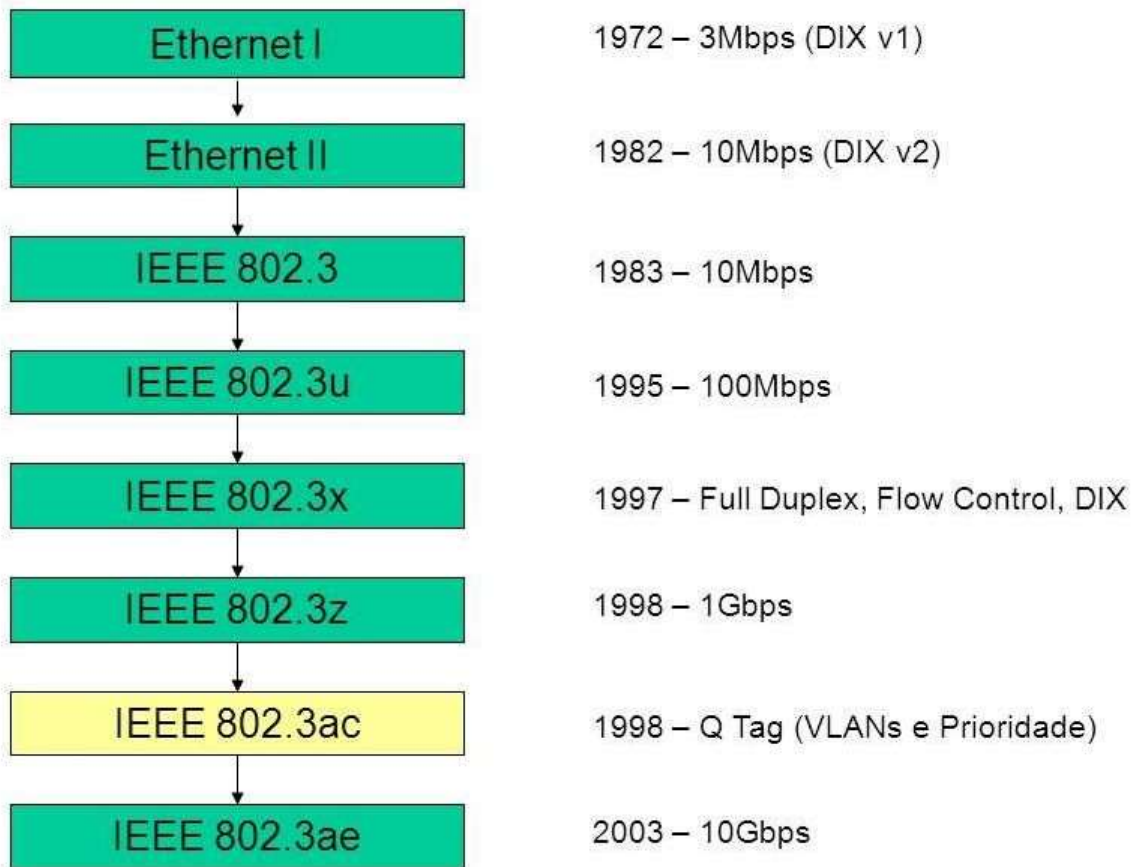 Ethernet I
1972 – 3Mbps (DIX v1)
Ethernet II
1982 – 10Mbps (DIX v2)
IEEE 802.3
1983 – 10Mbps
IEEE 802.3u
1995 – 100Mbps
IEEE 802.3x
1997 – Full Duplex, Flow Control, DIX
IEEE 802.3z
1998 – 1Gbps
IEEE 802.3ac
1998 – Q Tag (VLANs e Prioridade)
IEEE 802.3ae
2003 – 10Gbps